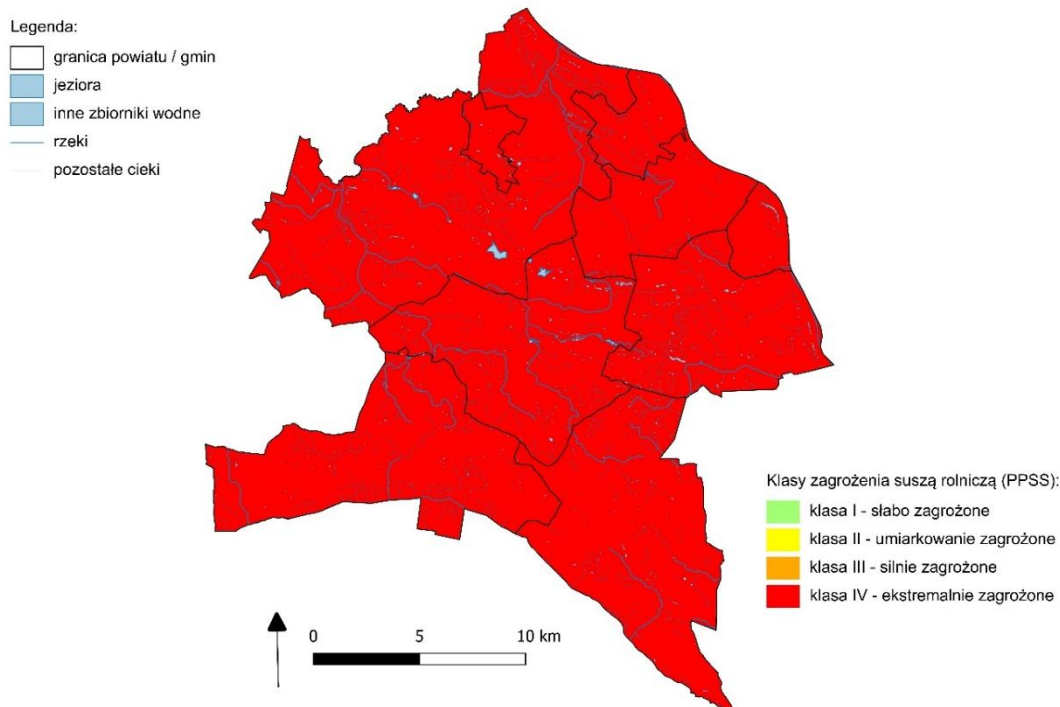 Legenda:
granica powiatu / gmin
jeziora
inne zbiorniki wodne
rzeki
pozostałe cieki
Klasy zagrożenia suszą rolniczą (PPSS):
klasa I - słabo zagrożone
klasa II - umiarkowanie zagrożone
klasa III - silnie zagrożone
klasa IV - ekstremalnie zagrożone
0 5 10 km